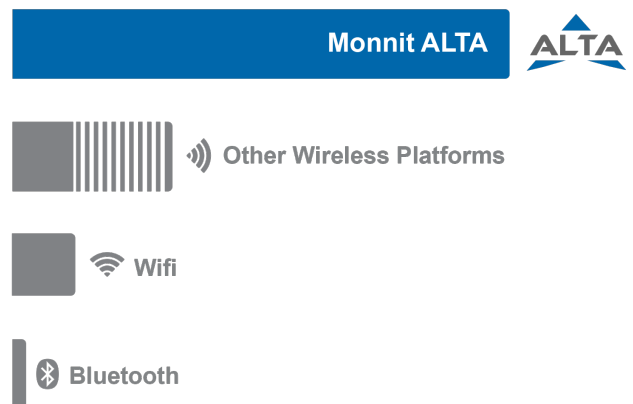 Monnit ALTA
ALTA
Other Wireless Platforms
Wifi
Bluetooth